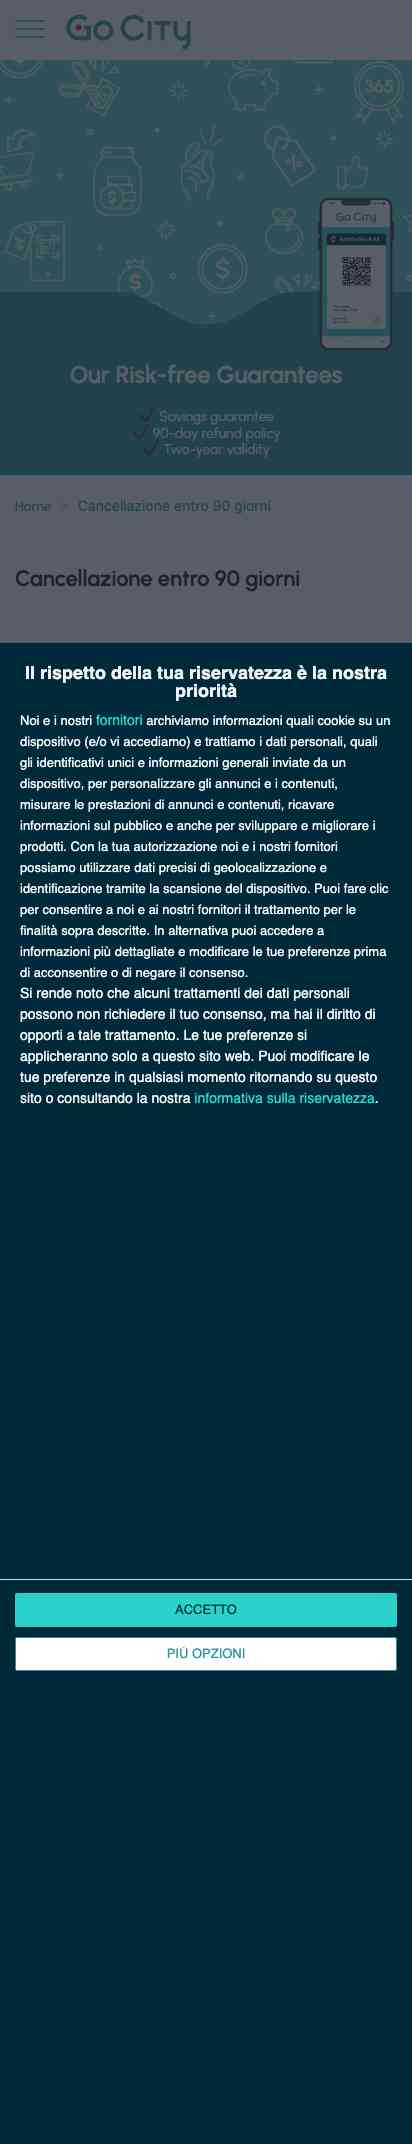 Go City
365
Go City
Our Risk-free Guarantees
Savings guarantee
90-day refund policy
Two-year validity
Home > Cancellazione entro 90 giorni
Cancellazione entro 90 giorni
Il rispetto della tua riservatezza è la nostra
priorità
Noi e i nostri fornitori archiviamo informazioni quali cookie su un
dispositivo (e/o vi accediamo) e trattiamo i dati personali, quali
gli identificativi unici e informazioni generali inviate da un
dispositivo, per personalizzare gli annunci e i contenuti,
misurare le prestazioni di annunci e contenuti, ricavare
informazioni sul pubblico e anche per sviluppare e migliorare i
prodotti. Con la tua autorizzazione noi e i nostri fornitori
possiamo utilizzare dati precisi di geolocalizzazione e
identificazione tramite la scansione del dispositivo. Puoi fare clic
per consentire a noi e ai nostri fornitori il trattamento per le
finalità sopra descritte. In alternativa puoi accedere a
informazioni più dettagliate e modificare le tue preferenze prima
di acconsentire o di negare il consenso.
Si rende noto che alcuni trattamenti dei dati personali
possono non richiedere il tuo consenso, ma hai il diritto di
opporti a tale trattamento. Le tue preferenze si
applicheranno solo a questo sito web. Puoi modificare le
tue preferenze in qualsiasi momento ritornando su questo
sito o consultando la nostra informativa sulla riservatezza.
ACCETTO
PIÙ OPZIONI